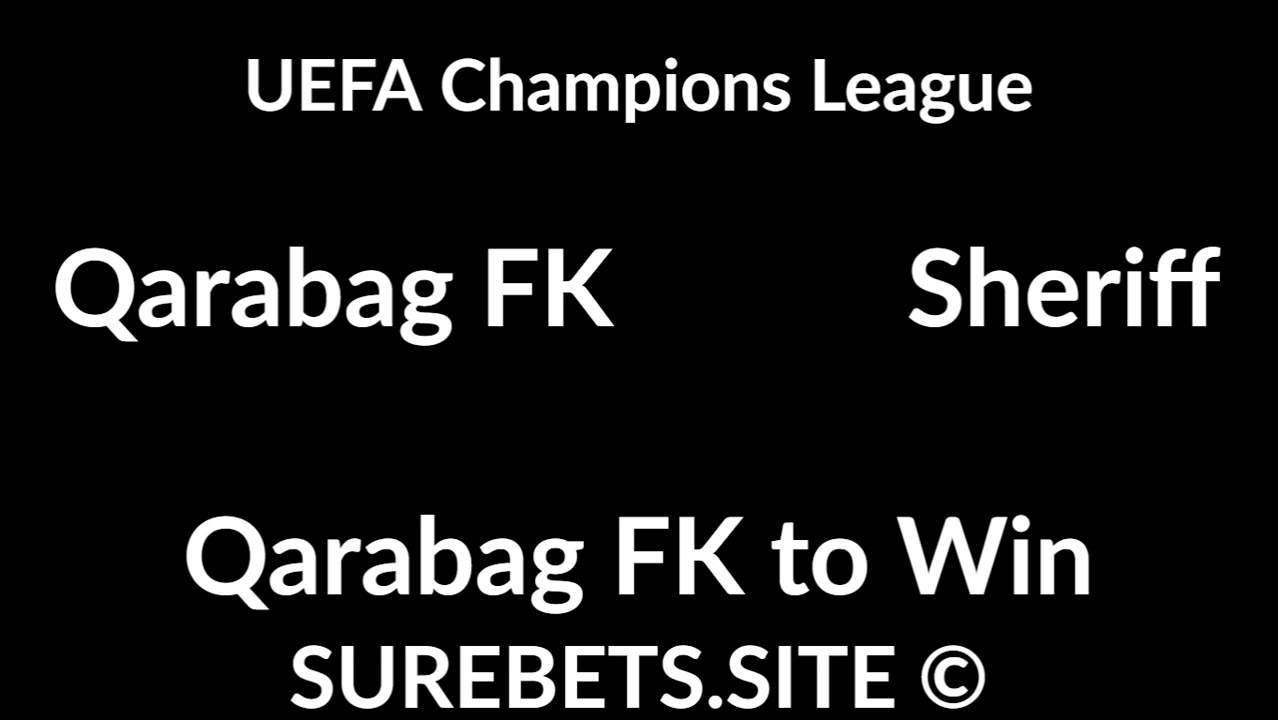 UEFA Champions League
Qarabag FK Sheriff
Qarabag FK to Win
SUREBETS.SITE ©